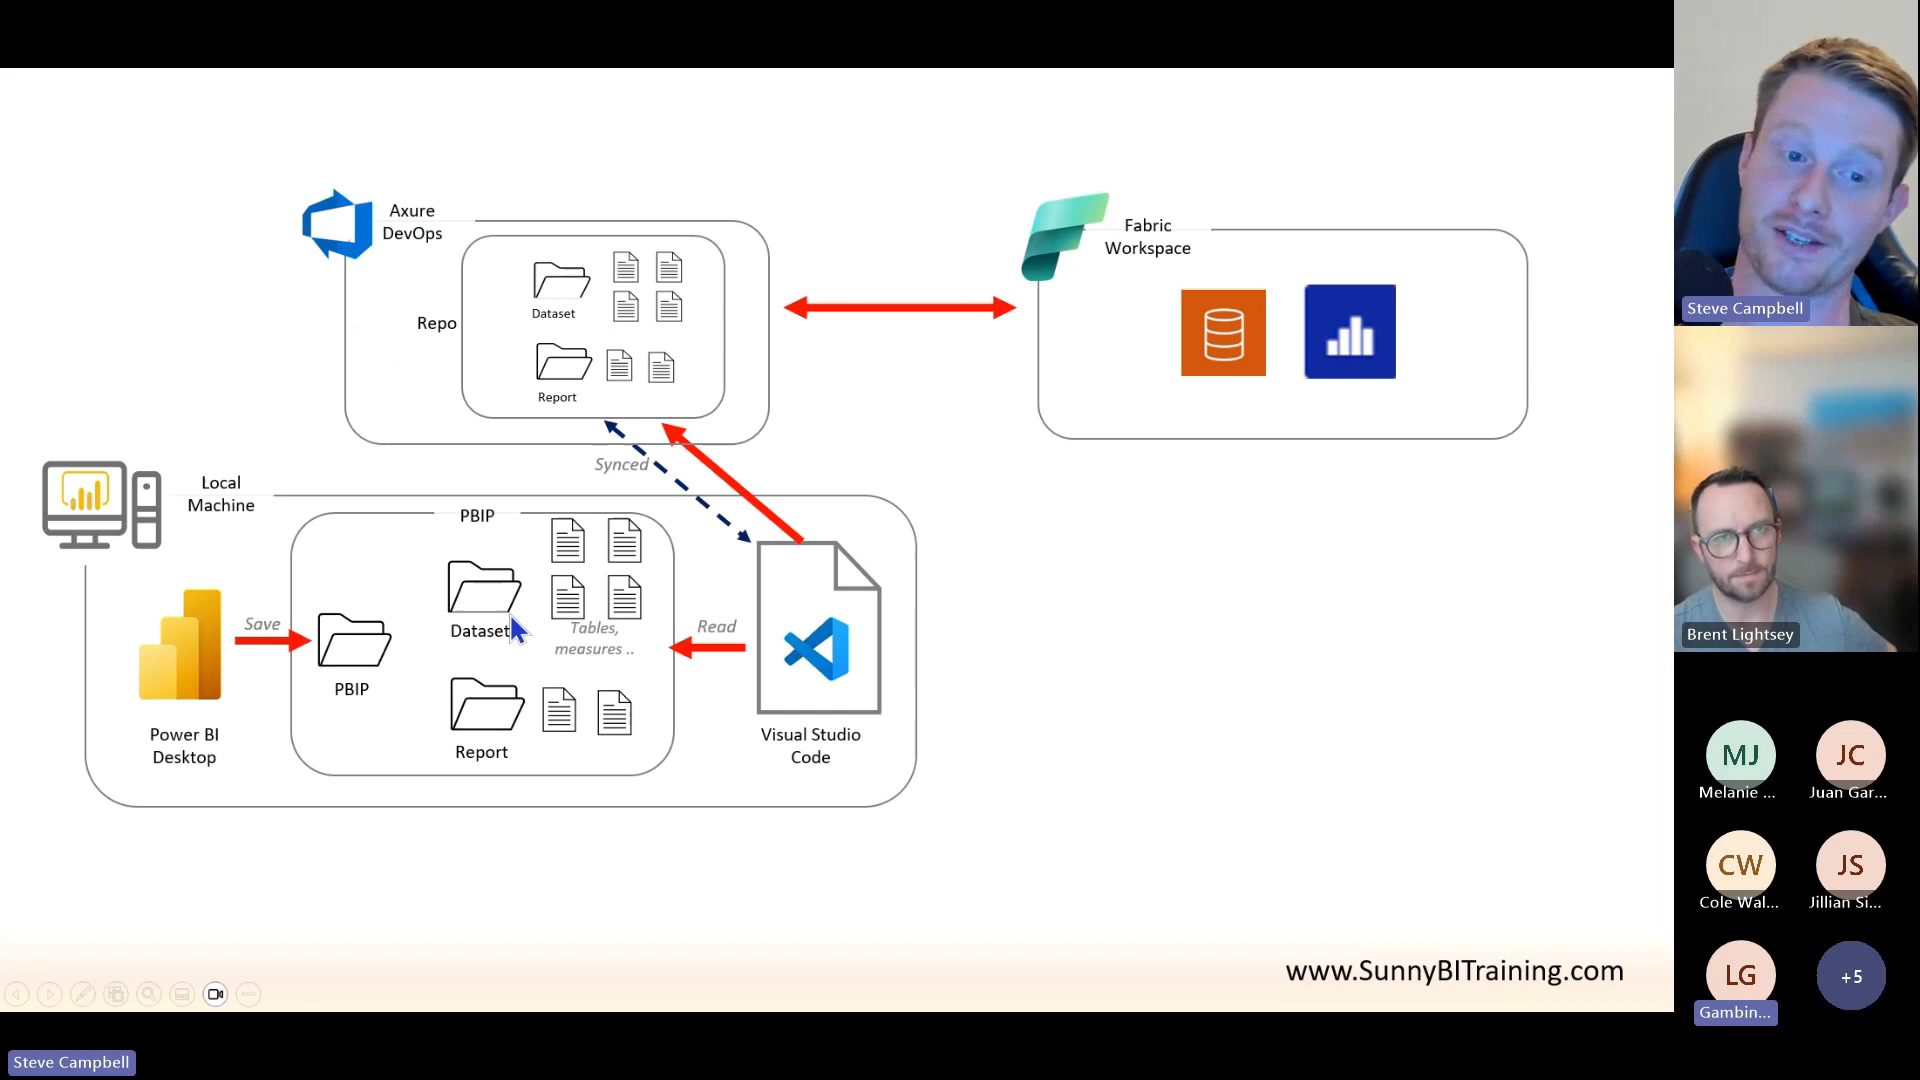 Axure
DevOps
Repo
Dataset
Report
Fabric
Workspace
Synced
Local
Machine
PBIP
Save
PBIP
Dataset
Tables,
measures ..
Report
Read
Power BI
Desktop
Visual Studio
Code
www.SunnyBITraining.com
Steve Campbell
Steve Campbell
Brent Lightsey
MJ
Melanie ...
JC
Juan Gar...
CW
Cole Wal...
JS
Jillian Si...
LG
Gambin...
+5